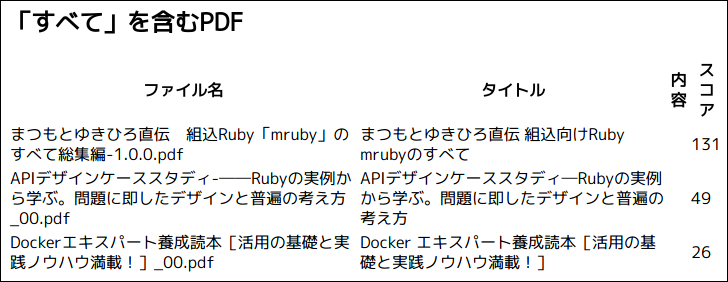 「すべて」を含むPDF
ファイル名 タイトル 内容 スコア
まつもとゆきひろ直伝　組込Ruby「mruby」の
すべて総集編-1.0.0.pdf
まつもとゆきひろ直伝 組込向けRuby
mrubyのすべて
131
APIデザインケーススタディ-――Rubyの実例か
ら学ぶ。問題に即したデザインと普遍の考え方
_00.pdf
APIデザインケーススタディ―Rubyの実例
から学ぶ。問題に即したデザインと普遍の
考え方
49
Dockerエキスパート養成読本［活用の基礎と実
践ノウハウ満載！］_00.pdf
Docker エキスパート養成読本［活用の基
礎と実践ノウハウ満載！］
26